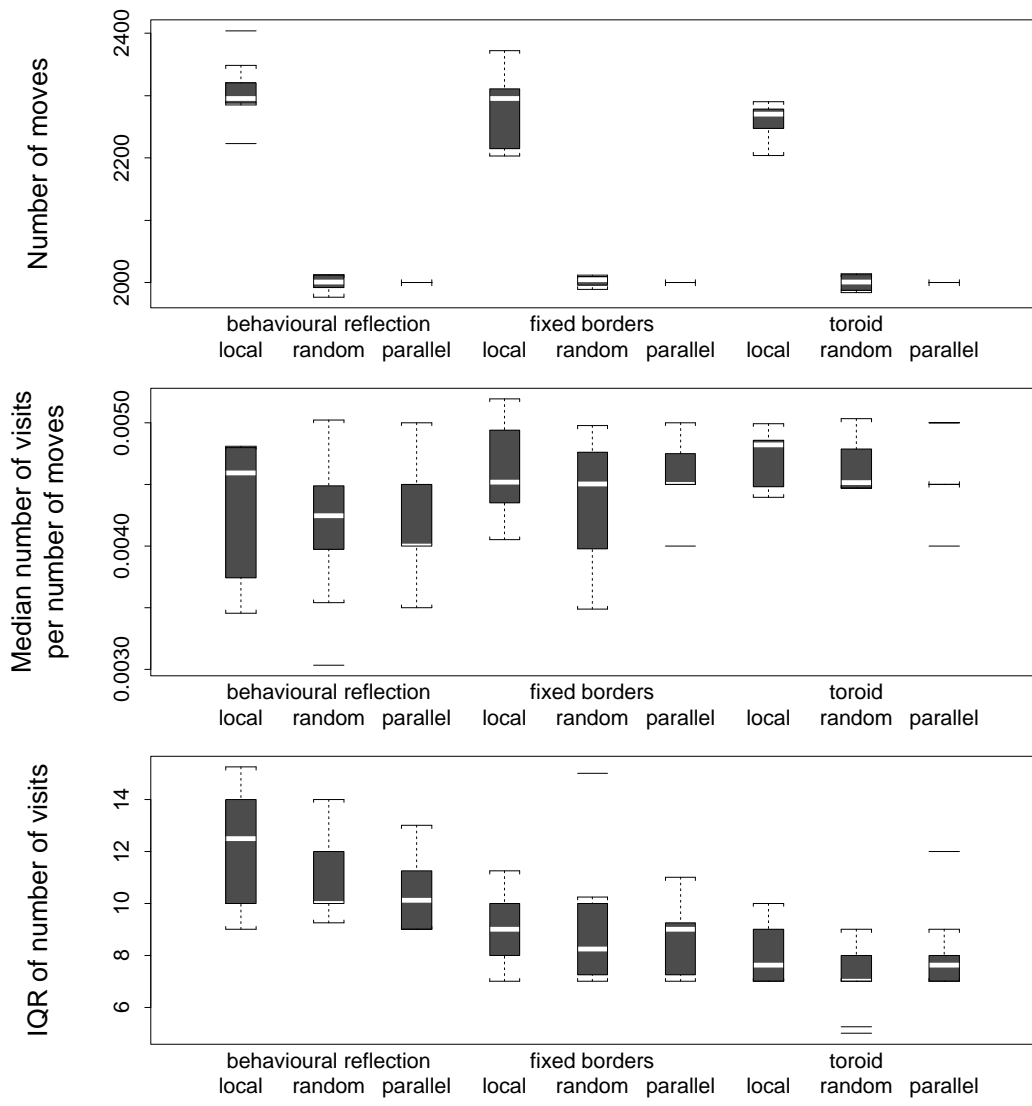 Number of moves
2400
2200
2000
behavioural reflection fixed borders toroid
local random parallel local random parallel local random parallel
Median number of visits
per number of moves
0.0050
0.0040
0.0030
behavioural reflection fixed borders toroid
local random parallel local random parallel local random parallel
IQR of number of visits
14
12
10
8
6
behavioural reflection fixed borders toroid
local random parallel local random parallel local random parallel